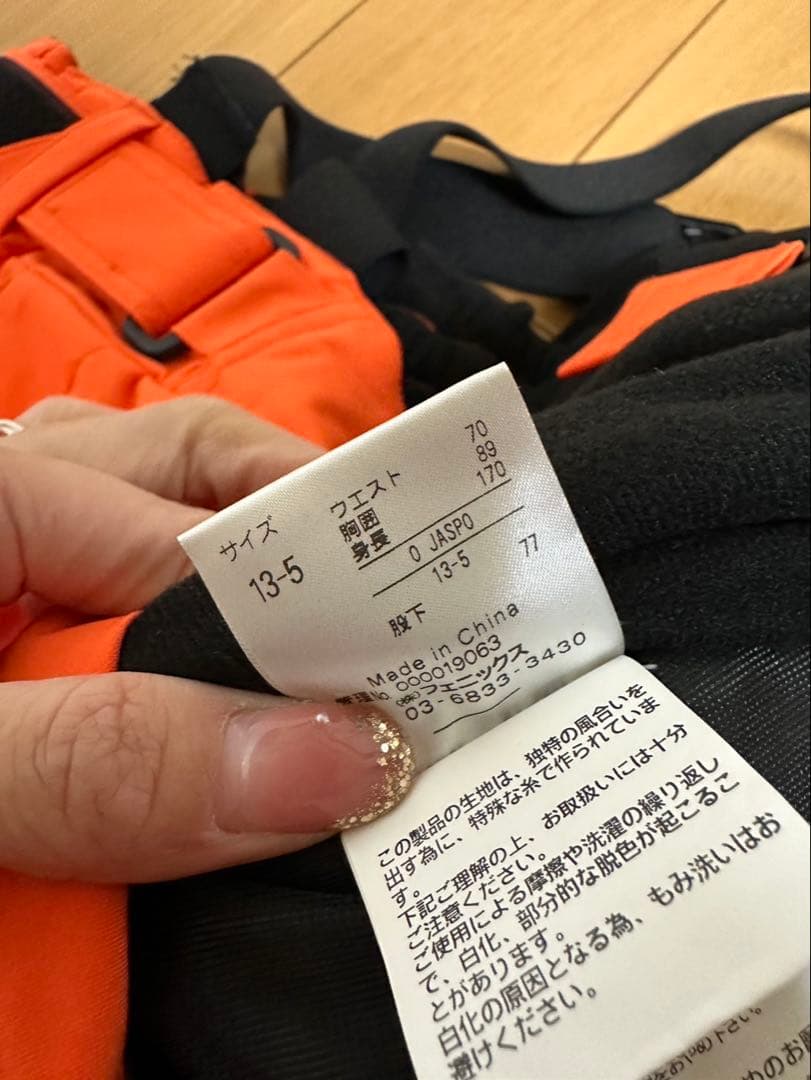 サイズ
13-5
ウエスト 70
胸囲 89
身長 170
0 JASPO
13-5
股下 77
Made in China
管理No. 000019063
㈱フェニックス
03-6833-3430
この製品の生地は、独特の風合いを
出す為に、特殊な糸で作られていま
す。
下記ご理解の上、お取扱いには十分
ご注意ください。
ご使用による摩擦や洗濯の繰り返し
で、白化、部分的な脱色が起こるこ
とがあります。
白化の原因となる為、もみ洗いはお
避けください。